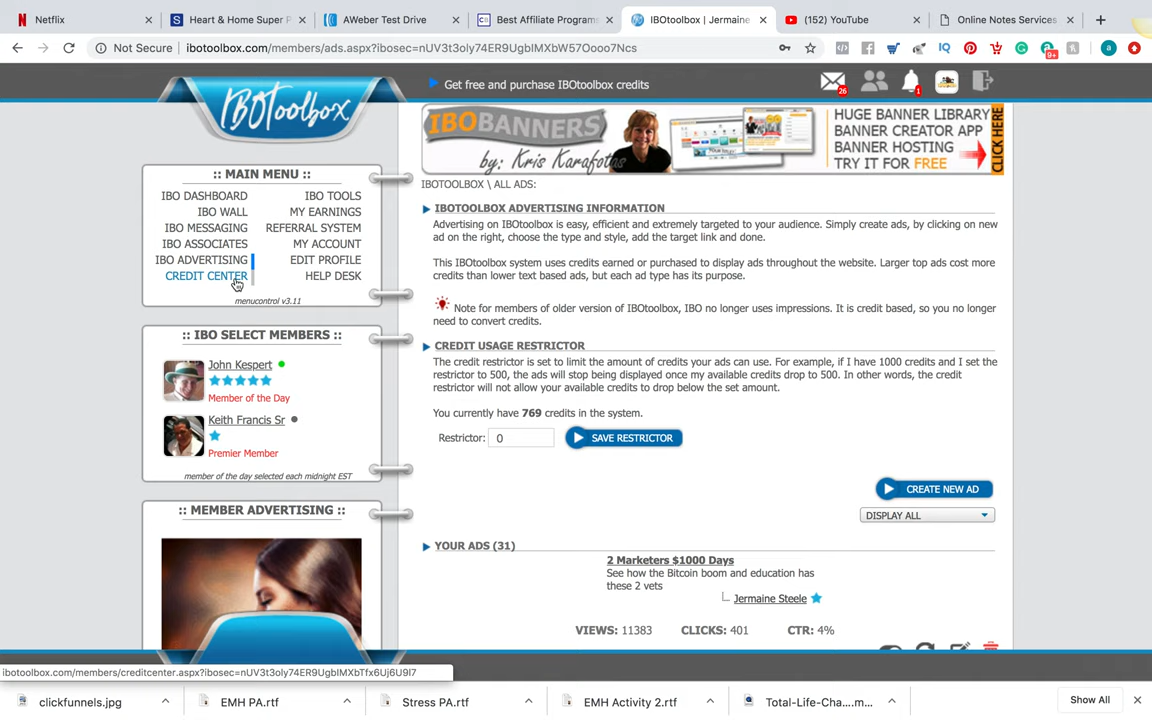 Netflix
Heart & Home Super P
AWeber Test Drive
Best Affiliate Program
IBOtoolbox | Jermaine
(152) YouTube
Online Notes Services
Not Secure
ibotoolbox.com/members/ads.aspx?ibosec=nUV3t3oly74ER9UgbIMXbW57Oooo7Ncs
IBOtoolbox
Get free and purchase IBOtoolbox credits
26
1
IBOBANNERS
by: Kris Karafotas
HUGE BANNER LIBRARY
BANNER CREATOR APP
BANNER HOSTING
TRY IT FOR FREE
CLICK HERE
:: MAIN MENU ::
IBO DASHBOARD IBO TOOLS
IBO WALL MY EARNINGS
IBO MESSAGING REFERRAL SYSTEM
IBO ASSOCIATES MY ACCOUNT
IBO ADVERTISING EDIT PROFILE
CREDIT CENTER HELP DESK
menucontrol v3.11
:: IBO SELECT MEMBERS ::
John Kespert
Member of the Day
Keith Francis Sr
Premier Member
member of the day selected each midnight EST
:: MEMBER ADVERTISING ::
IBOTOOLBOX \ ALL ADS:
IBOTOOLBOX ADVERTISING INFORMATION
Advertising on IBOtoolbox is easy, efficient and extremely targeted to your audience. Simply create ads, by clicking on new
ad on the right, choose the type and style, add the target link and done.
This IBOtoolbox system uses credits earned or purchased to display ads throughout the website. Larger top ads cost more
credits than lower text based ads, but each ad type has its purpose.
Note for members of older version of IBOtoolbox, IBO no longer uses impressions. It is credit based, so you no longer
need to convert credits.
CREDIT USAGE RESTRICTOR
The credit restrictor is set to limit the amount of credits your ads can use. For example, if I have 1000 credits and I set the
restrictor to 500, the ads will stop being displayed once my available credits drop to 500. In other words, the credit
restrictor will not allow your available credits to drop below the set amount.
You currently have 769 credits in the system.
Restrictor: 0 SAVE RESTRICTOR
CREATE NEW AD
DISPLAY ALL
YOUR ADS (31)
2 Marketers $1000 Days
See how the Bitcoin boom and education has
these 2 vets
Jermaine Steele
VIEWS: 11383 CLICKS: 401 CTR: 4%
ibotoolbox.com/members/creditcenter.aspx?ibosec=nUV3t3oly74ER9UgbIMXbTfx6Uj6U9I7
clickfunnels.jpg
EMH PA.rtf
Stress PA.rtf
EMH Activity 2.rtf
Total-Life-Cha....m...
Show All